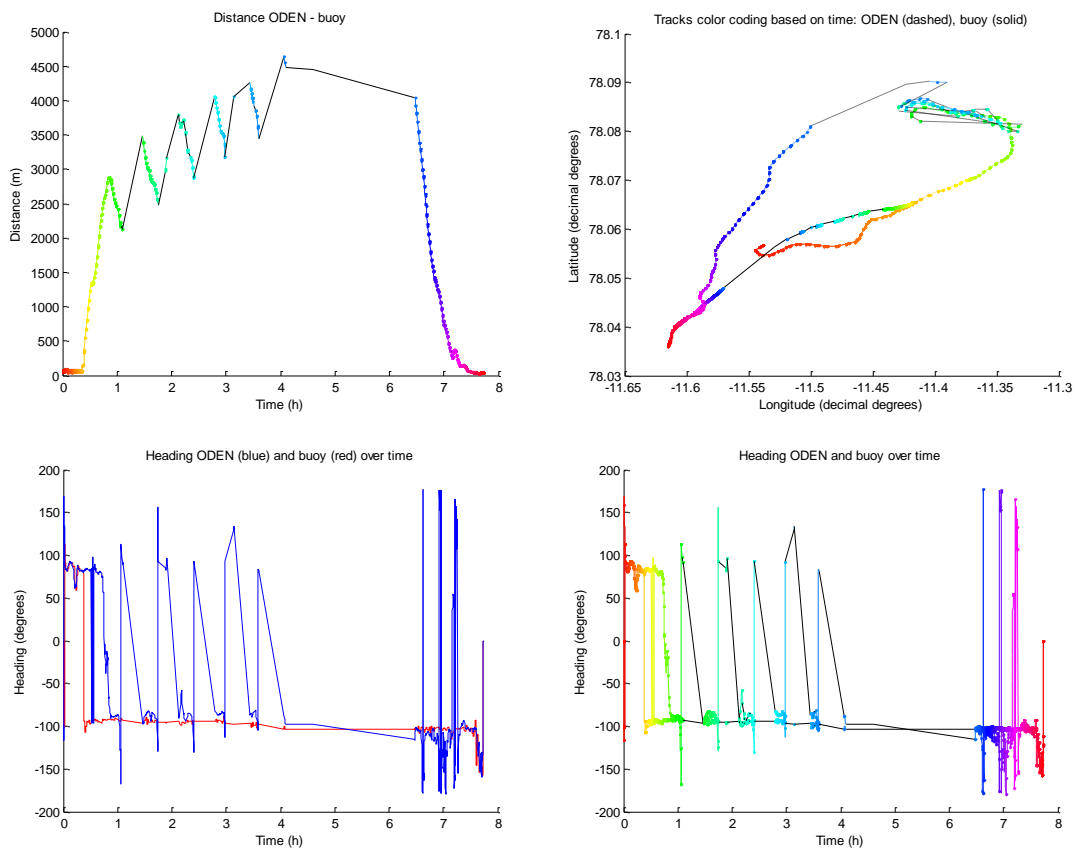 Distance ODEN - buoy
5000
4500
4000
3500
3000
2500
2000
1500
1000
500
0
Distance (m)
0 1 2 3 4 5 6 7 8
Time (h)
Tracks color coding based on time: ODEN (dashed), buoy (solid)
78.1
78.09
78.08
78.07
78.06
78.05
78.04
78.03
Latitude (decimal degrees)
-11.65 -11.6 -11.55 -11.5 -11.45 -11.4 -11.35 -11.3
Longitude (decimal degrees)
Heading ODEN (blue) and buoy (red) over time
200
150
100
50
0
-50
-100
-150
-200
Heading (degrees)
0 1 2 3 4 5 6 7 8
Time (h)
Heading ODEN and buoy over time
200
150
100
50
0
-50
-100
-150
-200
Heading (degrees)
0 1 2 3 4 5 6 7 8
Time (h)